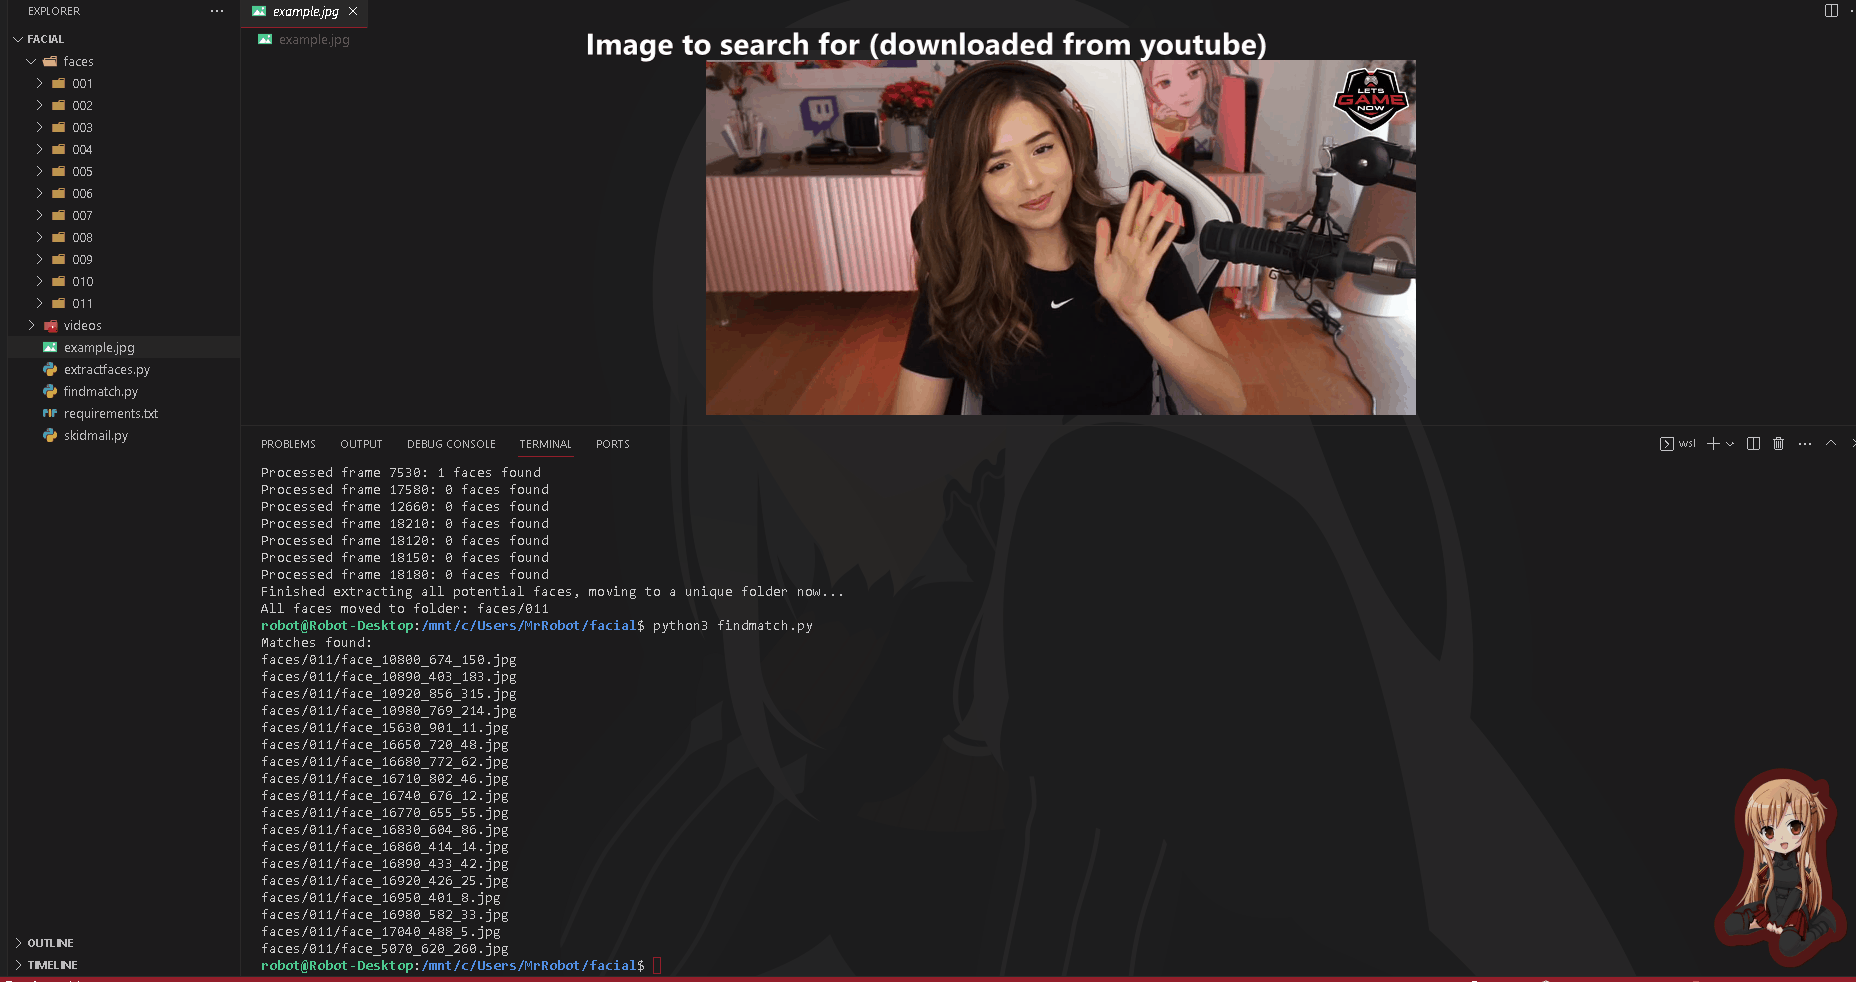 EXPLORER
FACIAL
faces
001
002
003
004
005
006
007
008
009
010
011
videos
example.jpg
extractfaces.py
findmatch.py
requirements.txt
skidmail.py
OUTLINE
TIMELINE
example.jpg
example.jpg
Image to search for (downloaded from youtube)
LETS
GAME
NOW
PROBLEMS OUTPUT DEBUG CONSOLE TERMINAL PORTS
wsl
Processed frame 7530: 1 faces found
Processed frame 17580: 0 faces found
Processed frame 12660: 0 faces found
Processed frame 18210: 0 faces found
Processed frame 18120: 0 faces found
Processed frame 18150: 0 faces found
Processed frame 18180: 0 faces found
Finished extracting all potential faces, moving to a unique folder now...
All faces moved to folder: faces/011
robot@Robot-Desktop:/mnt/c/Users/MrRobot/facial$ python3 findmatch.py
Matches found:
faces/011/face_10800_674_150.jpg
faces/011/face_10890_403_183.jpg
faces/011/face_10920_856_315.jpg
faces/011/face_10980_769_214.jpg
faces/011/face_15630_901_11.jpg
faces/011/face_16650_720_48.jpg
faces/011/face_16680_772_62.jpg
faces/011/face_16710_802_46.jpg
faces/011/face_16740_676_12.jpg
faces/011/face_16770_655_55.jpg
faces/011/face_16830_604_86.jpg
faces/011/face_16860_414_14.jpg
faces/011/face_16890_433_42.jpg
faces/011/face_16920_426_25.jpg
faces/011/face_16950_401_8.jpg
faces/011/face_16980_582_33.jpg
faces/011/face_17040_488_5.jpg
faces/011/face_5070_620_260.jpg
robot@Robot-Desktop:/mnt/c/Users/MrRobot/facial$